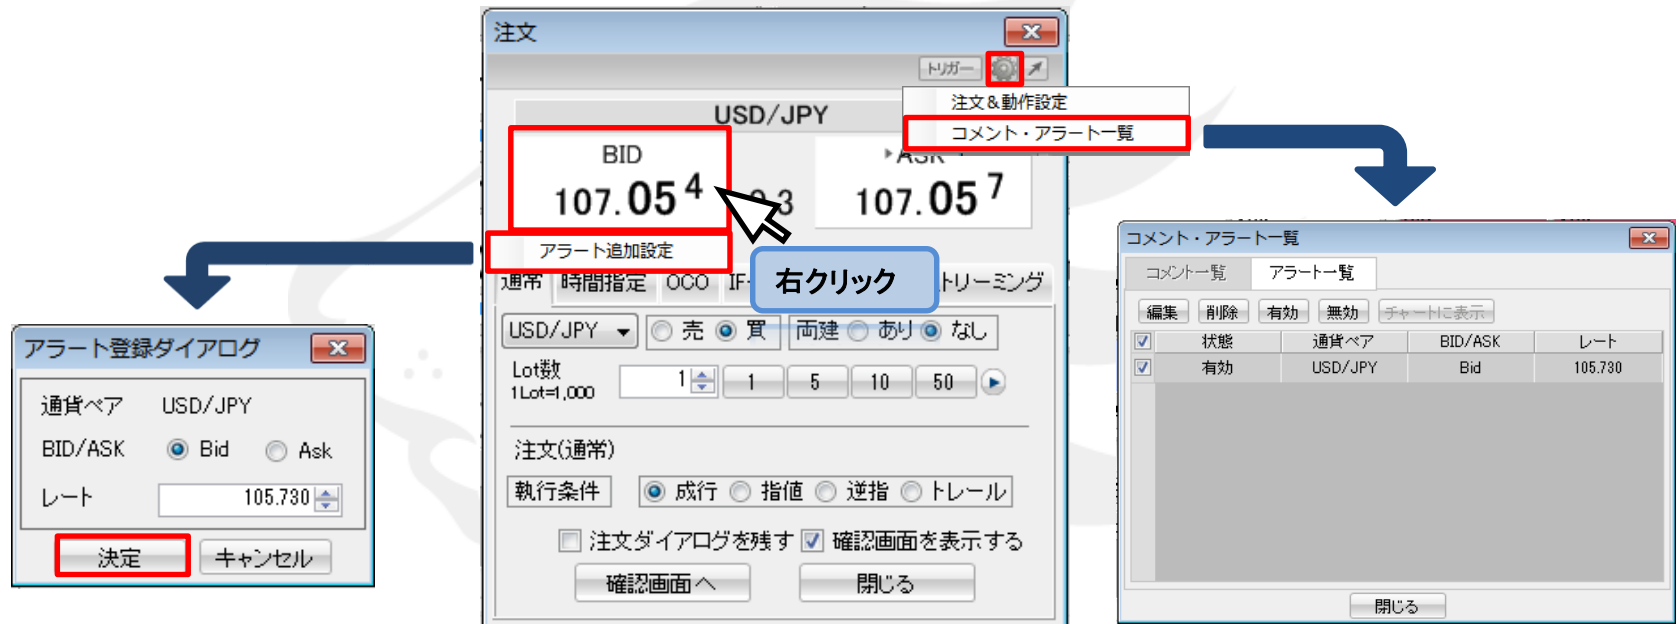 注文
トリガー
注文&動作設定
コメント・アラート一覧
USD/JPY
BID
107.05 4
3
ASK
107.05 7
アラート追加設定
右クリック
通常 時間指定 OCO IF- トリーミング
USD/JPY 売 買 両建 あり なし
Lot数
1Lot=1,000
1 1 5 10 50
注文(通常)
執行条件 成行 指値 逆指 トレール
注文ダイアログを残す 確認画面を表示する
確認画面へ 閉じる
アラート登録ダイアログ
通貨ペア USD/JPY
BID/ASK Bid Ask
レート 105.730
決定 キャンセル
コメント・アラート一覧
コメント一覧 アラート一覧
編集 削除 有効 無効 チャートに表示
状態 通貨ペア BID/ASK レート
有効 USD/JPY Bid 105.730
閉じる